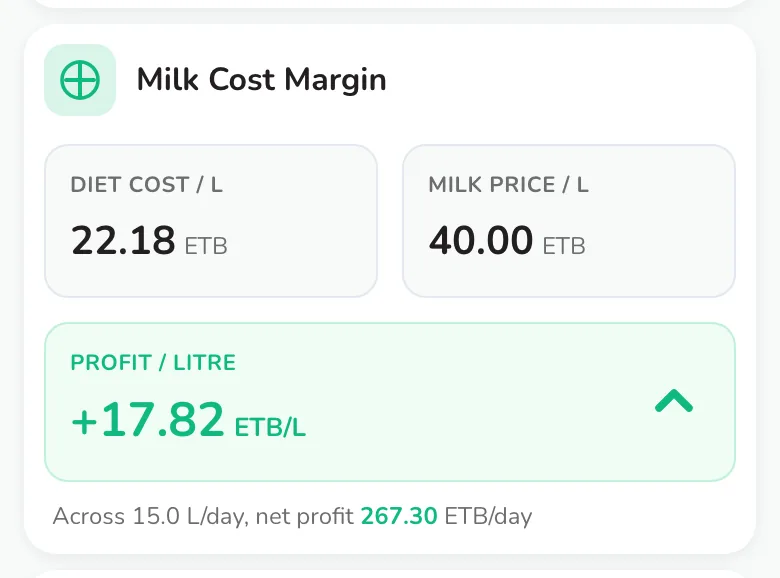 Milk Cost Margin
DIET COST / L
22.18 ETB
MILK PRICE / L
40.00 ETB
PROFIT / LITRE
+17.82 ETB/L
Across 15.0 L/day, net profit 267.30 ETB/day